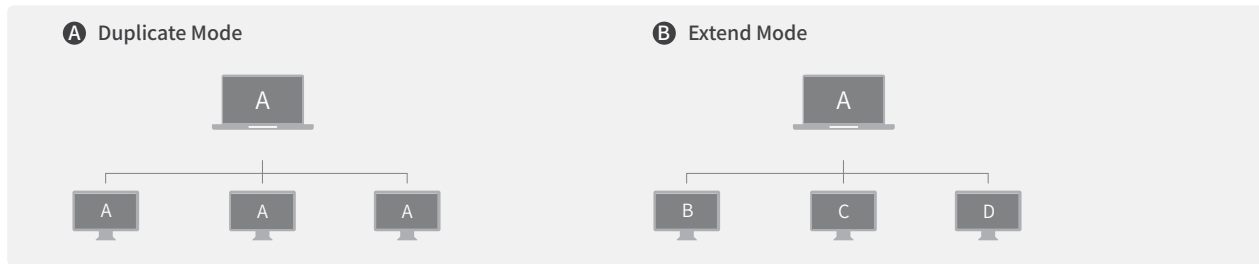 A Duplicate Mode
B Extend Mode
A
A
A A A
B C D